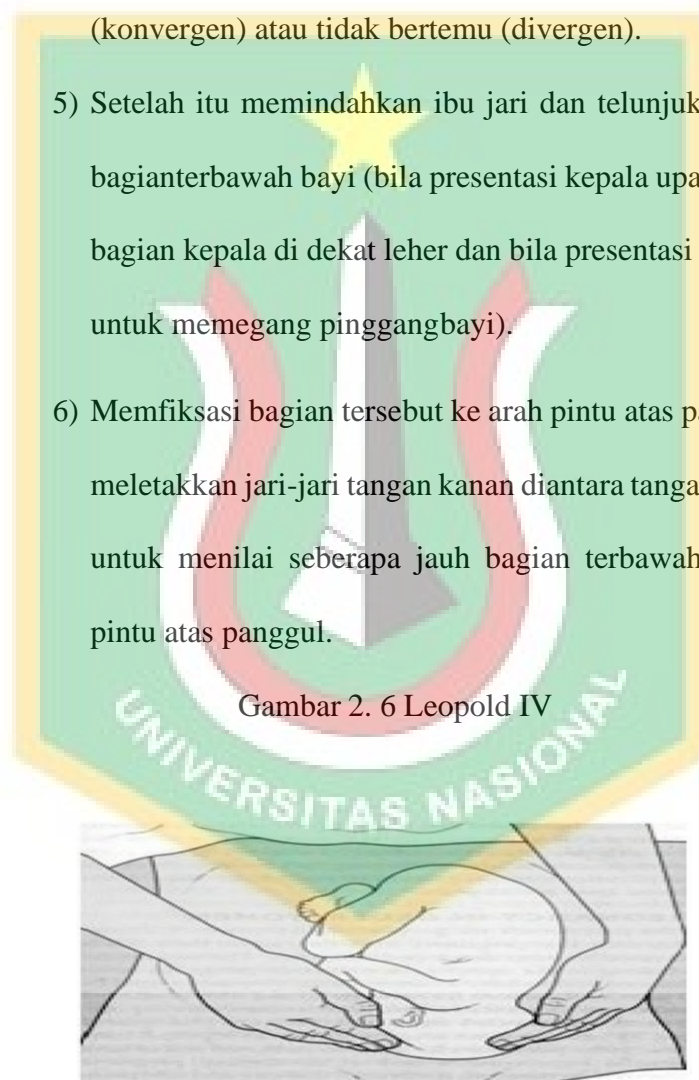 (konvergen) atau tidak bertemu (divergen).
5) Setelah itu memindahkan ibu jari dan telunjuk
bagianterbawah bayi (bila presentasi kepala
bagian kepala di dekat leher dan bila presentasi
untuk memegang pinggangbayi).
6) Memfiksasi bagian tersebut ke arah pintu atas
meletakkan jari-jari tangan kanan diantara
untuk menilai seberapa jauh bagian terbawah
pintu atas panggul.
Gambar 2. 6 Leopold IV
UNIVERSITAS NASIONAL